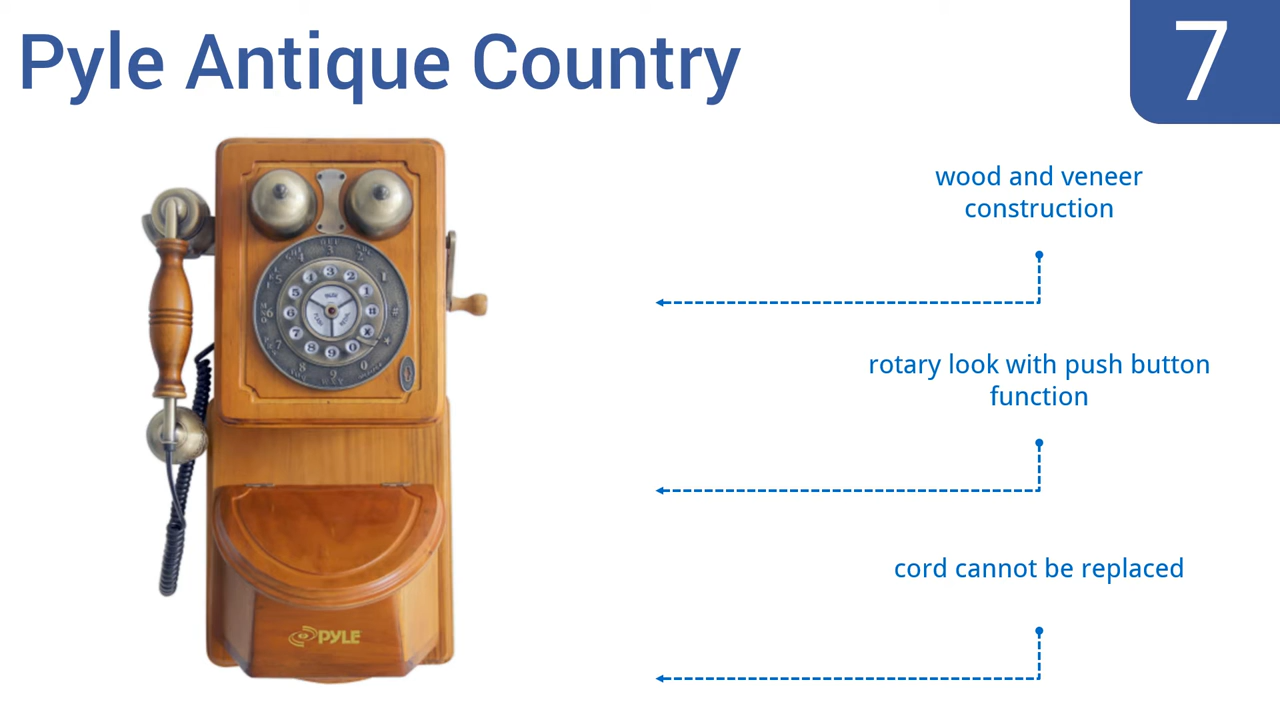 Pyle Antique Country
7
wood and veneer
construction
rotary look with push button
function
cord cannot be replaced
PYLE